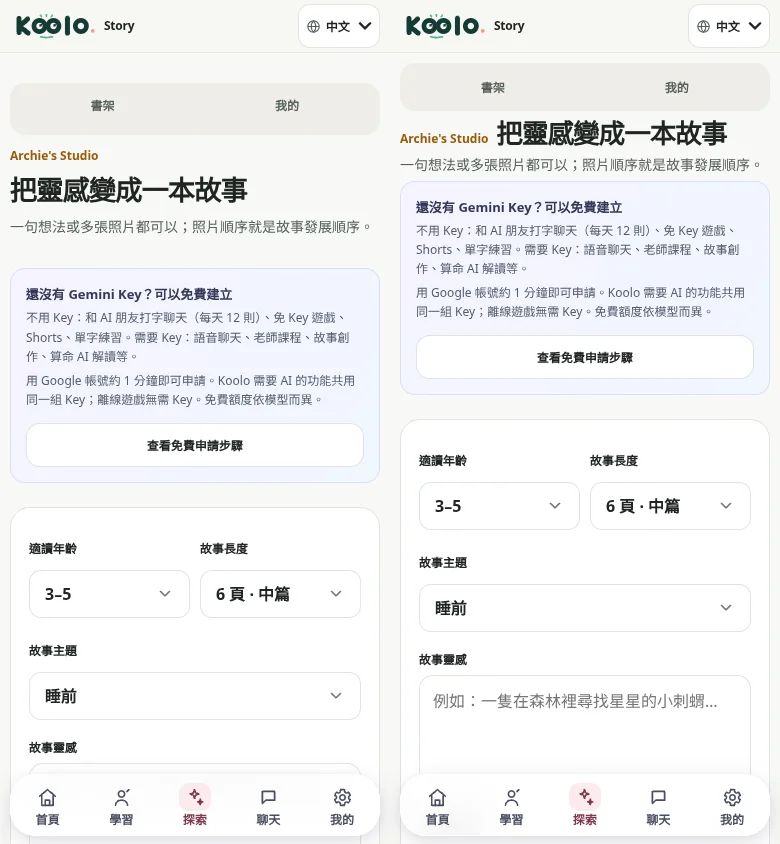 Koolo. Story
中文
書架
我的
Archie's Studio
把靈感變成一本故事
一句想法或多張照片都可以；照片順序就是故事發展順序。
還沒有 Gemini Key？可以免費建立
不用 Key：和 AI 朋友打字聊天（每天 12 則）、免 Key 遊戲、
Shorts、單字練習。需要 Key：語音聊天、老師課程、故事創
作、算命 AI 解讀等。
用 Google 帳號約 1 分鐘即可申請。Koolo 需要 AI 的功能共用
同一組 Key；離線遊戲無需 Key。免費額度依模型而異。
查看免費申請步驟
適讀年齡
故事長度
3–5
6 頁 · 中篇
故事主題
睡前
故事靈感
首頁
學習
探索
聊天
我的
Koolo. Story
中文
書架
我的
Archie's Studio 把靈感變成一本故事
一句想法或多張照片都可以；照片順序就是故事發展順序。
還沒有 Gemini Key？可以免費建立
不用 Key：和 AI 朋友打字聊天（每天 12 則）、免 Key 遊戲、
Shorts、單字練習。需要 Key：語音聊天、老師課程、故事創
作、算命 AI 解讀等。
用 Google 帳號約 1 分鐘即可申請。Koolo 需要 AI 的功能共用
同一組 Key；離線遊戲無需 Key。免費額度依模型而異。
查看免費申請步驟
適讀年齡
故事長度
3–5
6 頁 · 中篇
故事主題
睡前
故事靈感
例如：一隻在森林裡尋找星星的小刺蝟...
首頁
學習
探索
聊天
我的